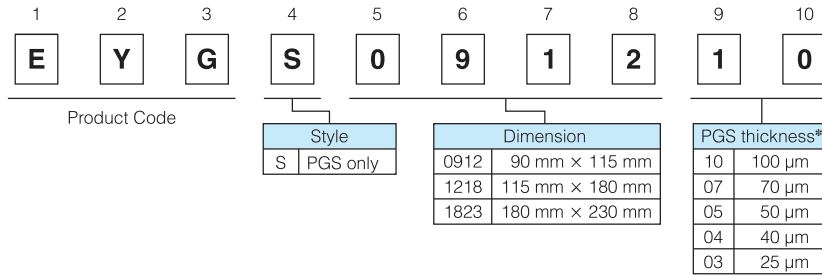 1 2 3 4 5 6 7 8 9 10
E Y G S 0 9 1 2 1 0
Product Code
Style
S PGS only
Dimension
0912 90 mm × 115 mm
1218 115 mm × 180 mm
1823 180 mm × 230 mm
PGS thickness*
10 100 µm
07 70 µm
05 50 µm
04 40 µm
03 25 µm